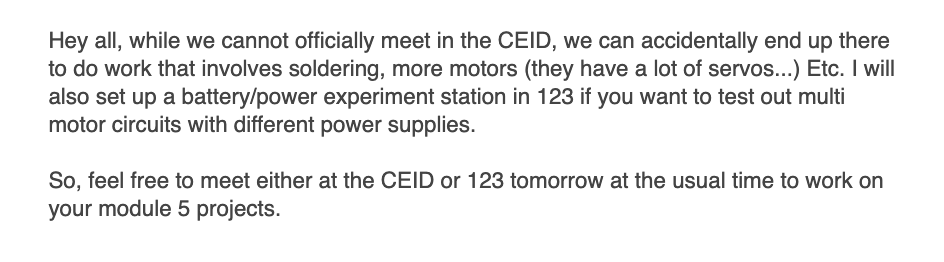 Hey all, while we cannot officially meet in the CEID, we can accidentally end up there
to do work that involves soldering, more motors (they have a lot of servos...) Etc. I will
also set up a battery/power experiment station in 123 if you want to test out multi
motor circuits with different power supplies.
So, feel free to meet either at the CEID or 123 tomorrow at the usual time to work on
your module 5 projects.